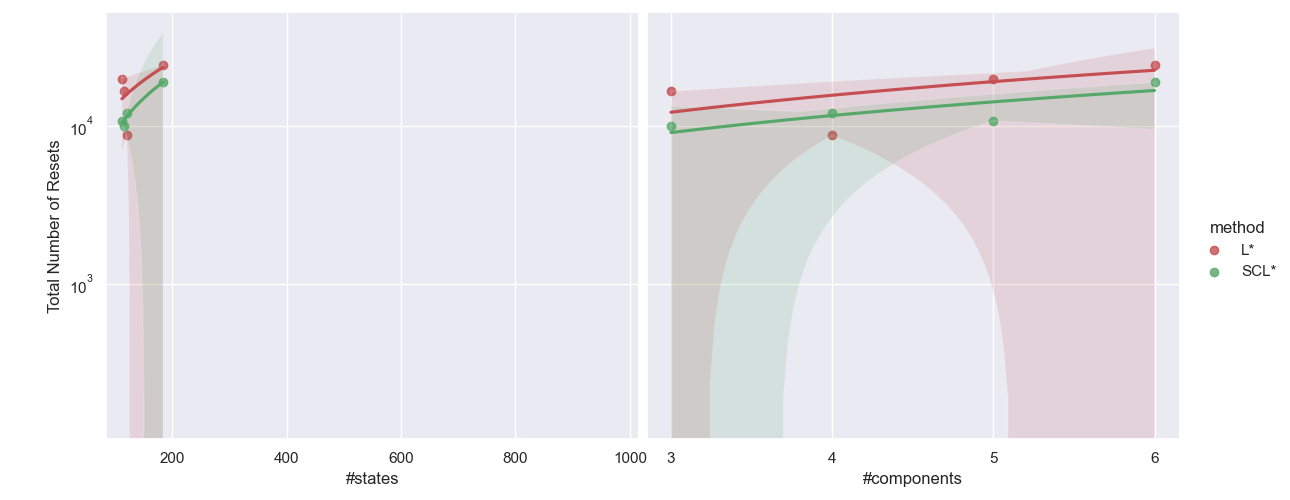 Total Number of Resets
10^4
10^3
200 400 600 800 1000
#states
3 4 5 6
#components
method
L*
SCL*